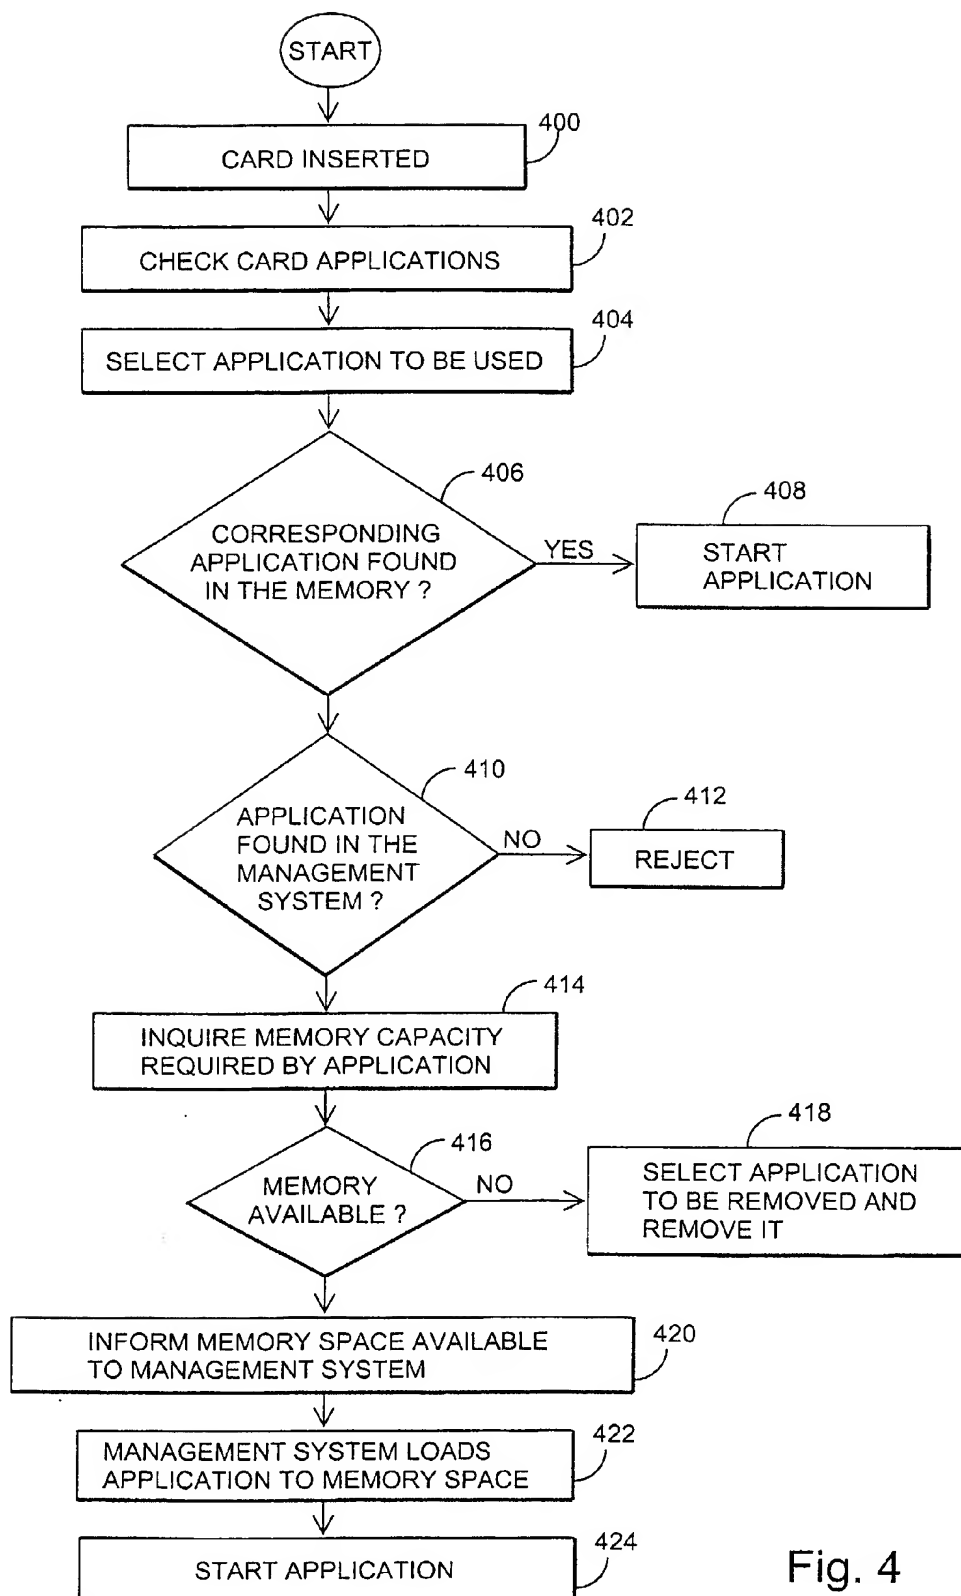 START
400
CARD INSERTED
402
CHECK CARD APPLICATIONS
404
SELECT APPLICATION TO BE USED
406
CORRESPONDING
APPLICATION FOUND
IN THE MEMORY ?
YES
408
START
APPLICATION
410
APPLICATION
FOUND IN THE
MANAGEMENT
SYSTEM ?
NO
412
REJECT
414
INQUIRE MEMORY CAPACITY
REQUIRED BY APPLICATION
416
MEMORY
AVAILABLE ?
NO
418
SELECT APPLICATION
TO BE REMOVED AND
REMOVE IT
INFORM MEMORY SPACE AVAILABLE
TO MANAGEMENT SYSTEM
420
MANAGEMENT SYSTEM LOADS
APPLICATION TO MEMORY SPACE
422
START APPLICATION
424
Fig. 4